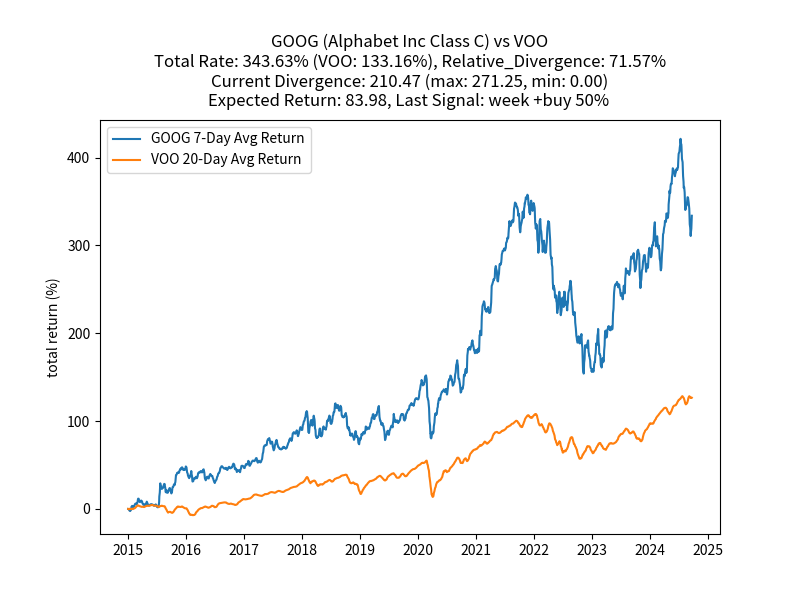 GOOG (Alphabet Inc Class C) vs VOO
Total Rate: 343.63% (VOO: 133.16%), Relative_Divergence: 71.57%
Current Divergence: 210.47 (max: 271.25, min: 0.00)
Expected Return: 83.98, Last Signal: week +buy 50%
GOOG 7-Day Avg Return
VOO 20-Day Avg Return
total return (%)
400
300
200
100
0
2015 2016 2017 2018 2019 2020 2021 2022 2023 2024 2025